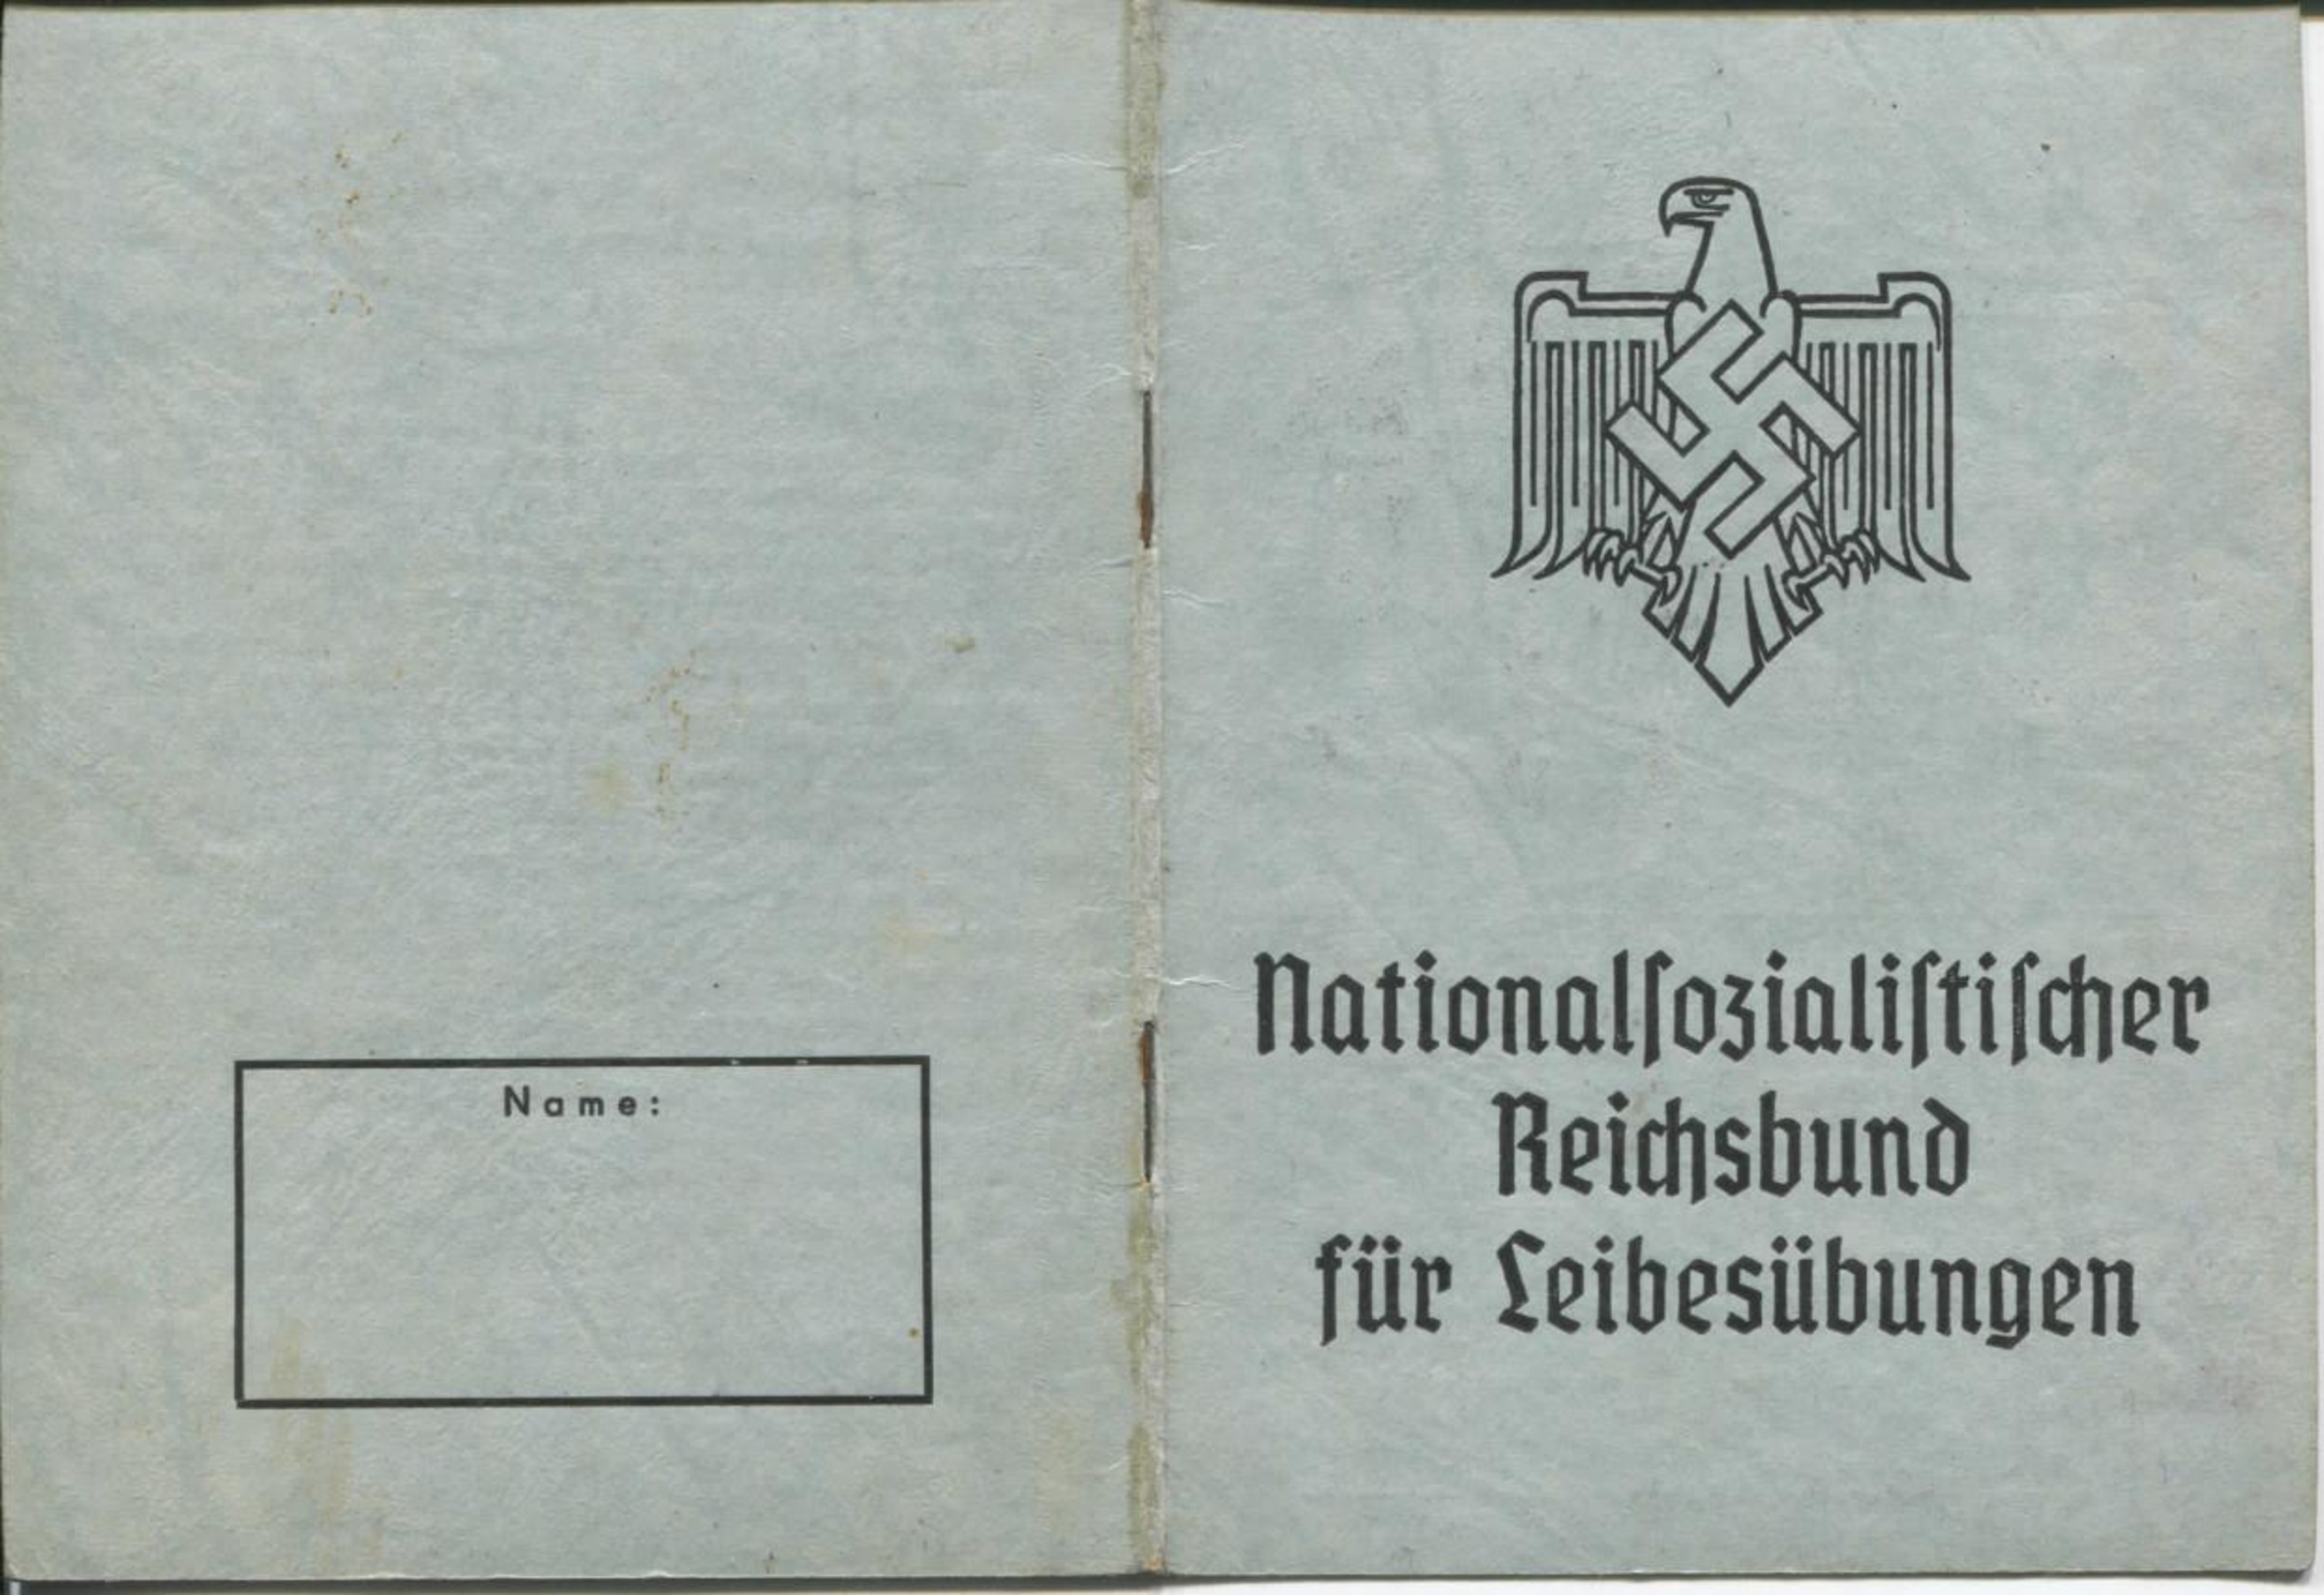 Name:
Nationalſozialiſtiſcher
Reichsbund
für Leibesübungen